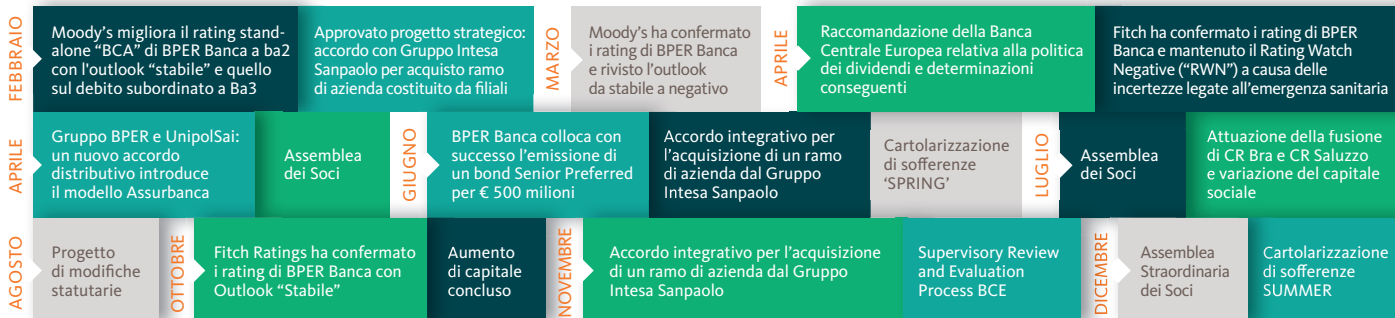 FEBBRAIO
Moody's migliora il rating stand-
alone “BCA” di BPER Banca a ba2
con l'outlook “stabile” e quello
sul debito subordinato a Ba3
Approvato progetto strategico:
accordo con Gruppo Intesa
Sanpaolo per acquisto ramo
di azienda costituito da filiali
MARZO
Moody's ha confermato
i rating di BPER Banca
e rivisto l’outlook
da stabile a negativo
APRILE
Raccomandazione della Banca
Centrale Europea relativa alla politica
dei dividendi e determinazioni
conseguenti
Fitch ha confermato i rating di BPER
Banca e mantenuto il Rating Watch
Negative (“RWN”) a causa delle
incertezze legate all’emergenza sanitaria
APRILE
Gruppo BPER e UnipolSai:
un nuovo accordo
distributivo introduce
il modello Assurbanca
Assemblea
dei Soci
GIUGNO
BPER Banca colloca con
successo l’emissione di
un bond Senior Preferred
per € 500 milioni
Accordo integrativo per
l’acquisizione di un ramo
di azienda dal Gruppo
Intesa Sanpaolo
Cartolarizzazione
di sofferenze
‘SPRING’
LUGLIO
Assemblea
dei Soci
Attuazione della fusione
di CR Bra e CR Saluzzo
e variazione del capitale
sociale
AGOSTO
Progetto
di modifiche
statutarie
OTTOBRE
Fitch Ratings ha confermato
i rating di BPER Banca con
Outlook “Stabile”
Aumento
di capitale
concluso
NOVEMBRE
Accordo integrativo per l’acquisizione
di un ramo di azienda dal Gruppo
Intesa Sanpaolo
Supervisory Review
and Evaluation
Process BCE
DICEMBRE
Assemblea
Straordinaria
dei Soci
Cartolarizzazione
di sofferenze
SUMMER